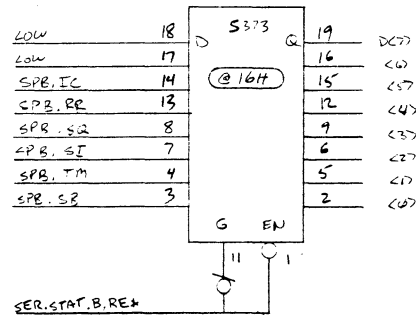 S373
LOW 18 D Q 19 D<7>
LOW 17 16 <6>
SPB.IC 14 @ 16H 15 <5>
SPB.RR 13 12 <4>
SPB.SQ 8 9 <3>
SPB.SI 7 6 <2>
SPB.TM 4 5 <1>
SPB.SB 3 2 <0>
G EN
11 1
SER.STAT.B.RE*